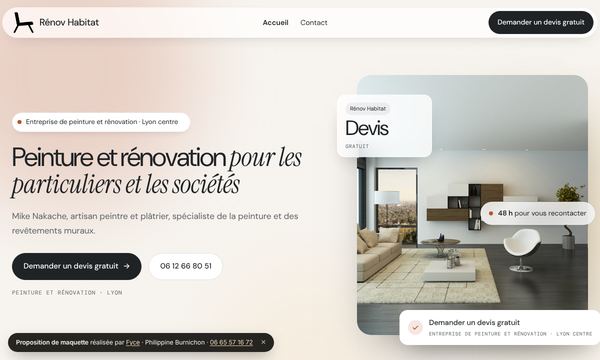 Rénov Habitat
Accueil
Contact
Demander un devis gratuit
Entreprise de peinture et rénovation · Lyon centre
Peinture et rénovation pour les
particuliers et les sociétés
Mike Nakache, artisan peintre et plâtrier, spécialiste de la peinture et des
revêtements muraux.
Demander un devis gratuit →
06 12 66 80 51
PEINTURE ET RÉNOVATION · LYON
Rénov Habitat
Devis
GRATUIT
48 h pour vous recontacter
Demander un devis gratuit
ENTREPRISE DE PEINTURE ET RÉNOVATION · LYON CENTRE
Proposition de maquette réalisée par Fyce · Philippine Burnichon · 06 65 57 16 72 ×